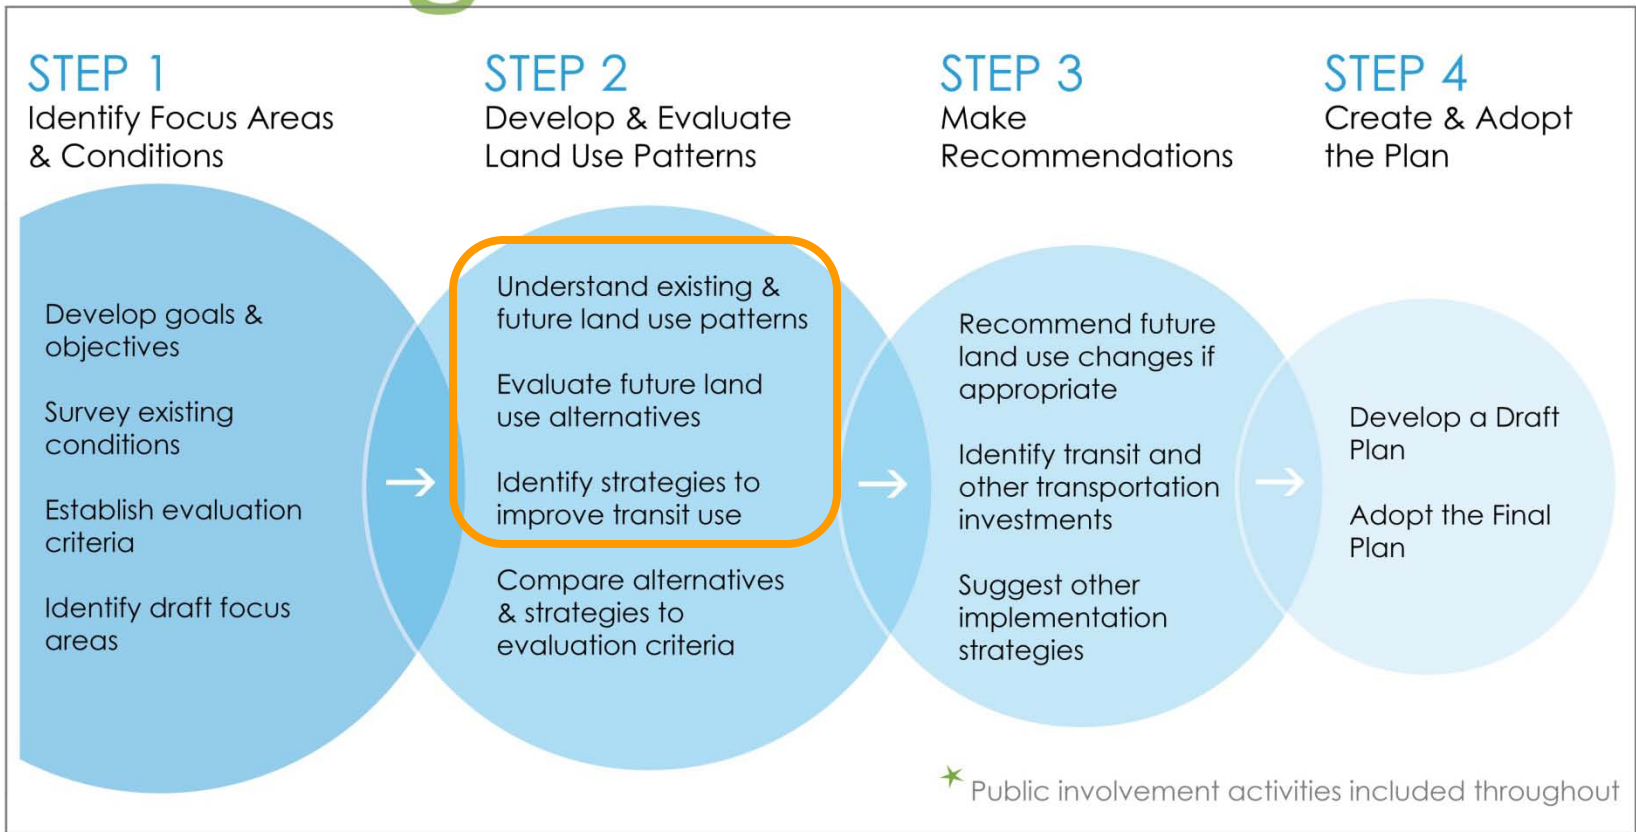 STEP 1
Identify Focus Areas
& Conditions
Develop goals &
objectives
Survey existing
conditions
Establish evaluation
criteria
Identify draft focus
areas
STEP 2
Develop & Evaluate
Land Use Patterns
Understand existing &
future land use patterns
Evaluate future land
use alternatives
Identify strategies to
improve transit use
Compare alternatives
& strategies to
evaluation criteria
STEP 3
Make
Recommendations
Recommend future
land use changes if
appropriate
Identify transit and
other transportation
investments
Suggest other
implementation
strategies
STEP 4
Create & Adopt
the Plan
Develop a Draft
Plan
Adopt the Final
Plan
Public involvement activities included throughout